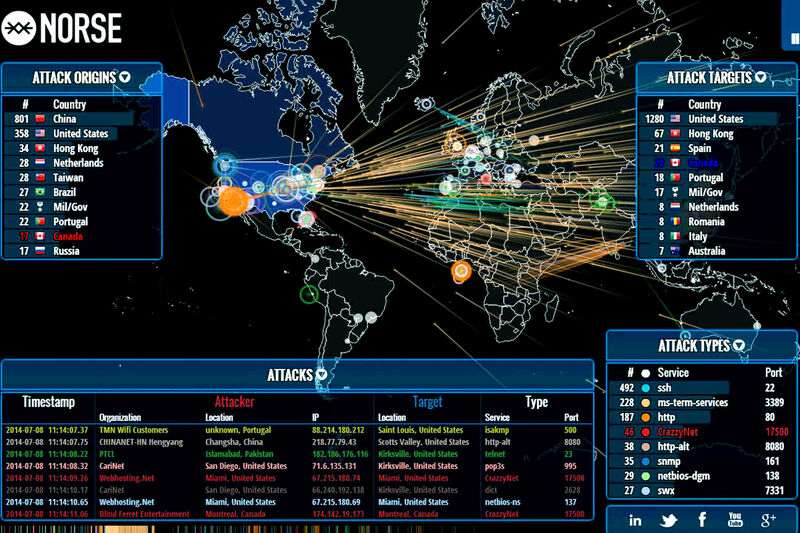 NORSE
ATTACK ORIGINS
# Country
801 China
358 United States
34 Hong Kong
28 Netherlands
28 Taiwan
27 Brazil
22 Mil/Gov
22 Portugal
17 Canada
17 Russia
ATTACK TARGETS
# Country
1280 United States
67 Hong Kong
21 Spain
20 Canada
18 Portugal
17 Mil/Gov
8 Netherlands
8 Romania
8 Italy
7 Australia
ATTACKS
Timestamp Attacker Target Type
Organization Location IP Location Service Port
2014-07-08 11:14:07.37 TMN Wifi Customers unknown, Portugal 88.214.180.212 Saint Louis, United States isakmp 500
2014-07-08 11:14:07.75 CHINANET-HN Hengyang Changsha, China 218.77.79.43 Scotts Valley, United States http-alt 8080
2014-07-08 11:14:08.22 PTCL Islamabad, Pakistan 182.186.176.116 Kirksville, United States telnet 23
2014-07-08 11:14:08.32 CariNet San Diego, United States 71.6.135.131 Kirksville, United States pop3s 995
2014-07-08 11:14:09.26 Webhosting.Net Miami, United States 67.215.180.74 Miami, United States CrazzyNet 17500
2014-07-08 11:14:10.17 CariNet San Diego, United States 66.240.192.138 Kirksville, United States dict 2628
2014-07-08 11:14:10.65 Webhosting.Net Miami, United States 67.215.180.69 Miami, United States netbios-ns 137
2014-07-08 11:14:11.06 Blind Ferret Entertainment Montreal, Canada 174.142.19.173 Montreal, Canada CrazzyNet 17500
ATTACK TYPES
# Service Port
492 ssh 22
228 ms-term-services 3389
187 http 80
46 CrazzyNet 17500
38 http-alt 8080
35 snmp 161
29 netbios-dgm 138
27 swx 7331
in f You Tube g+